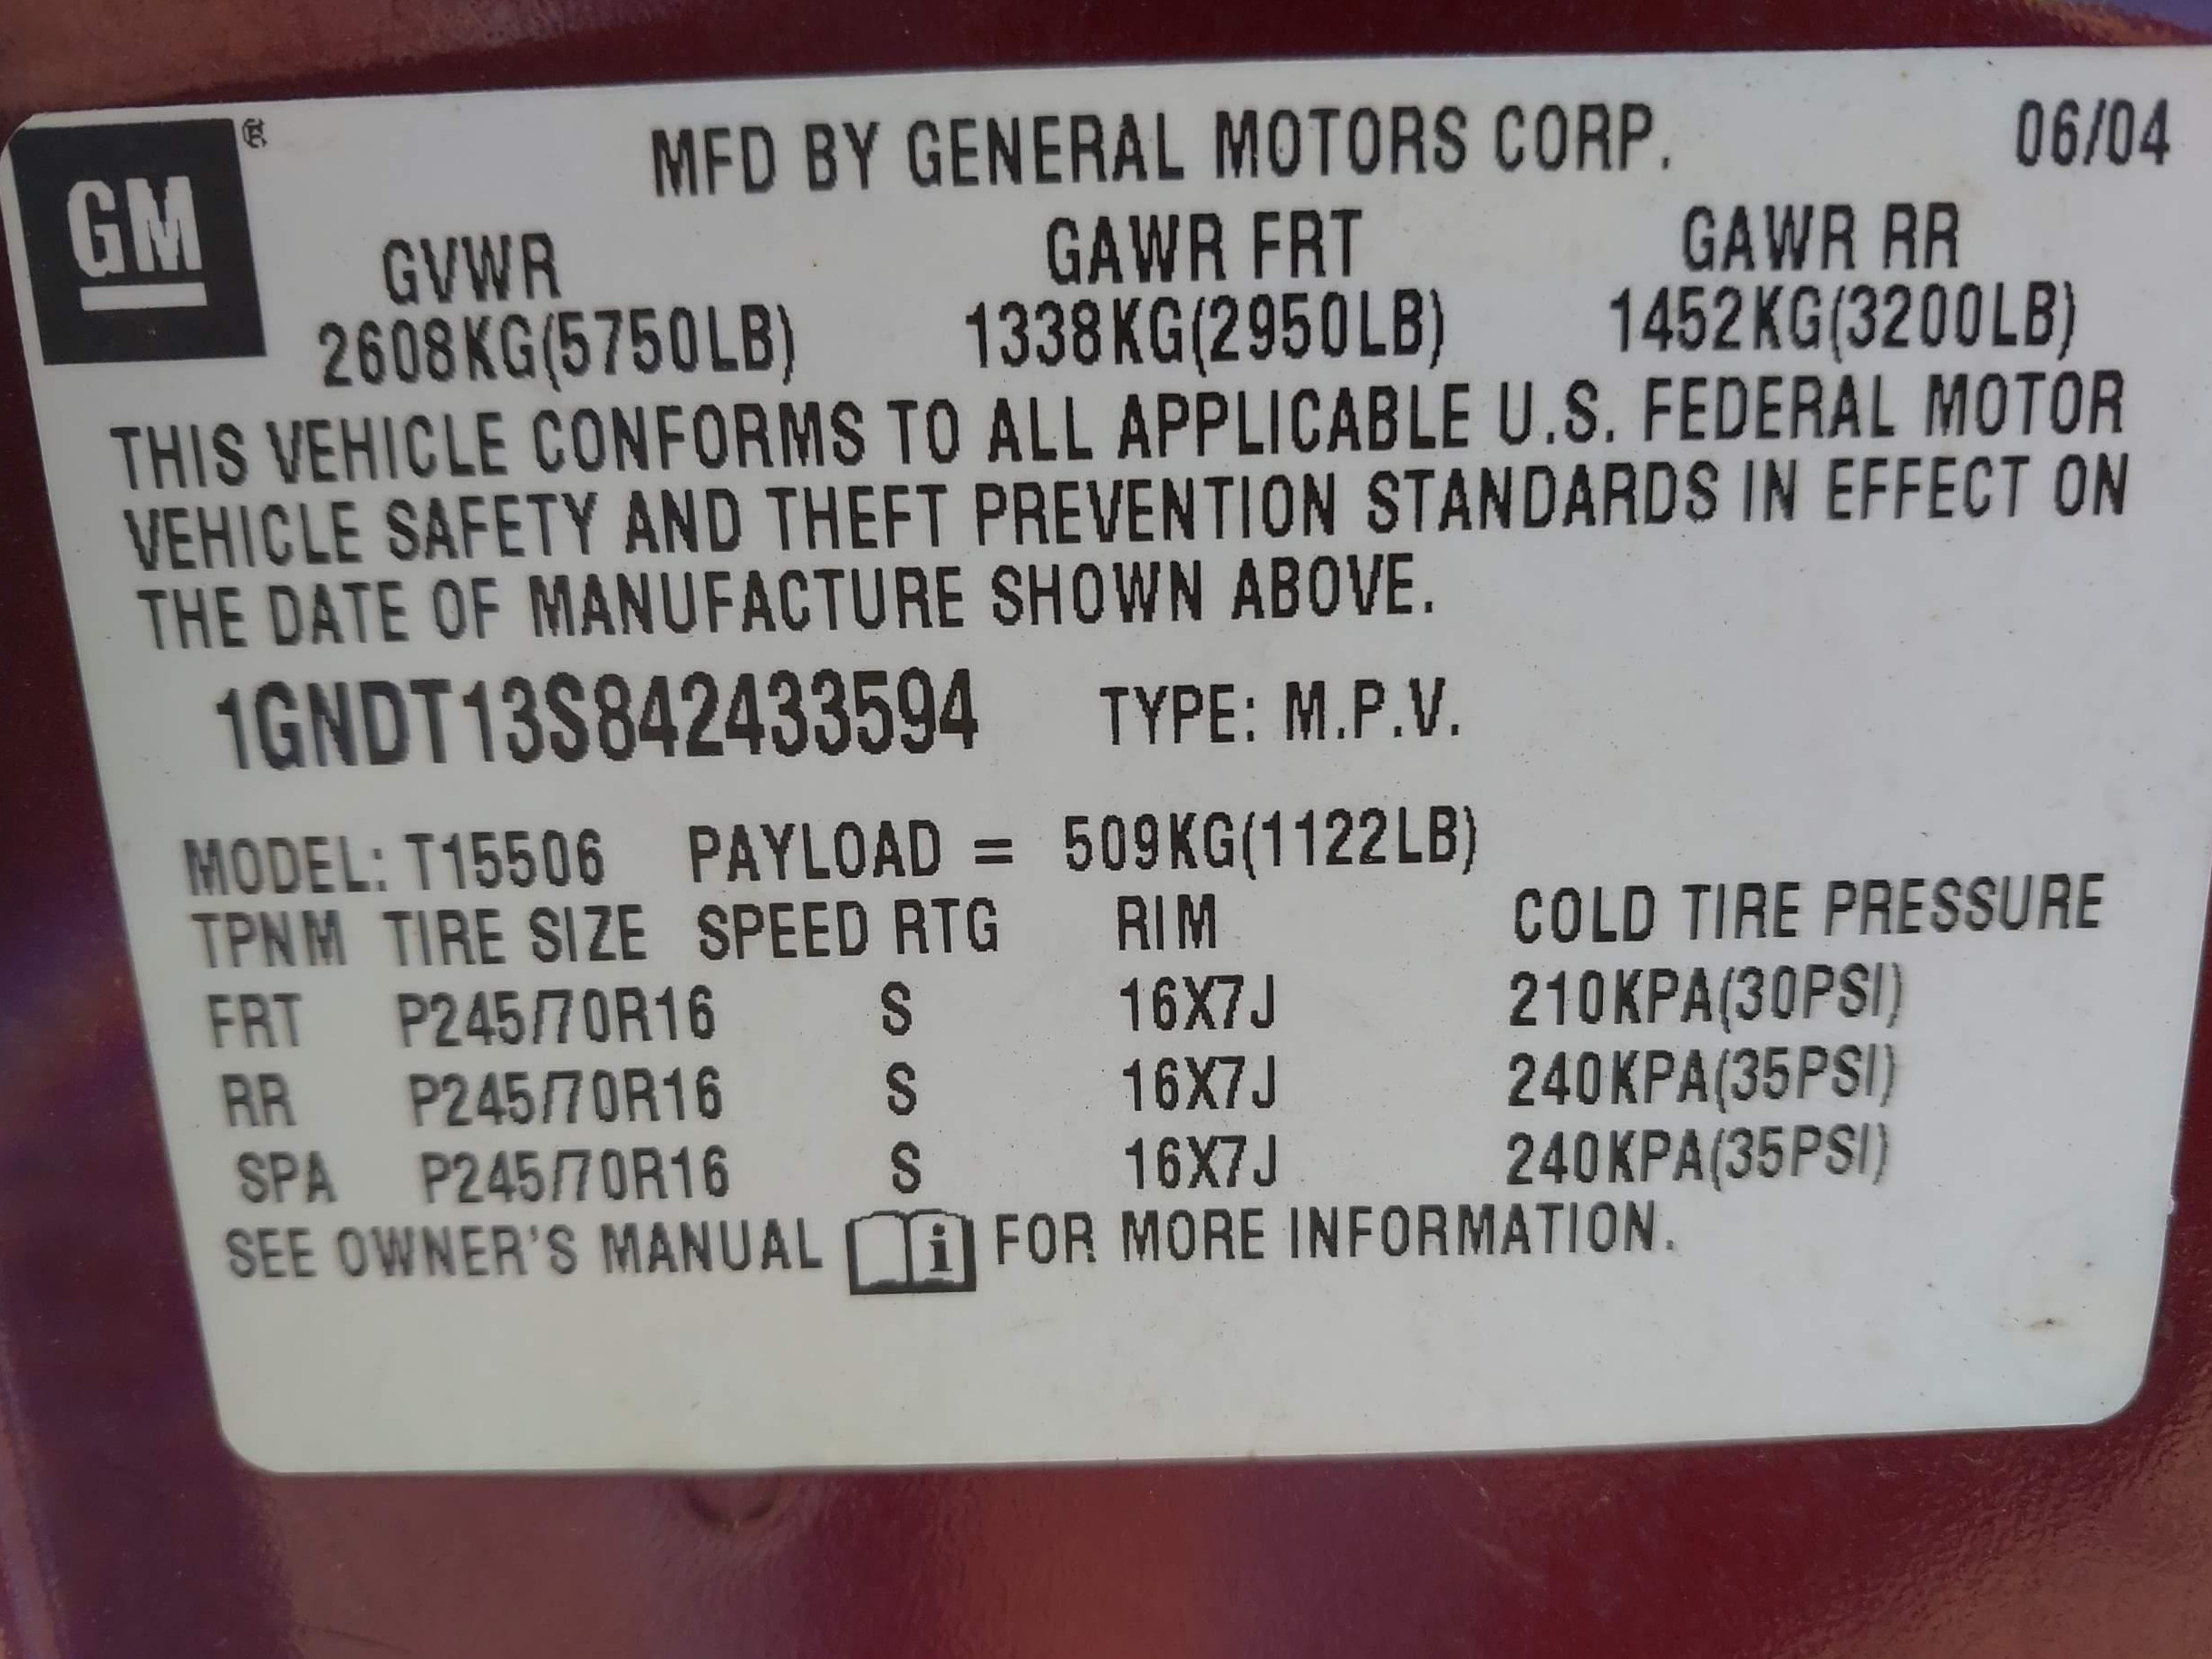 GM®
MFD BY GENERAL MOTORS CORP. 06/04
GVWR GAWR FRT GAWR RR
2608KG(5750LB) 1338KG(2950LB) 1452KG(3200LB)
THIS VEHICLE CONFORMS TO ALL APPLICABLE U.S. FEDERAL MOTOR
VEHICLE SAFETY AND THEFT PREVENTION STANDARDS IN EFFECT ON
THE DATE OF MANUFACTURE SHOWN ABOVE.
1GNDT13S842433594 TYPE: M.P.V.
MODEL: T15506 PAYLOAD = 509KG(1122LB)
TPNM TIRE SIZE SPEED RTG RIM COLD TIRE PRESSURE
FRT P245/70R16 S 16X7J 210KPA(30PSI)
RR P245/70R16 S 16X7J 240KPA(35PSI)
SPA P245/70R16 S 16X7J 240KPA(35PSI)
SEE OWNER'S MANUAL i FOR MORE INFORMATION.